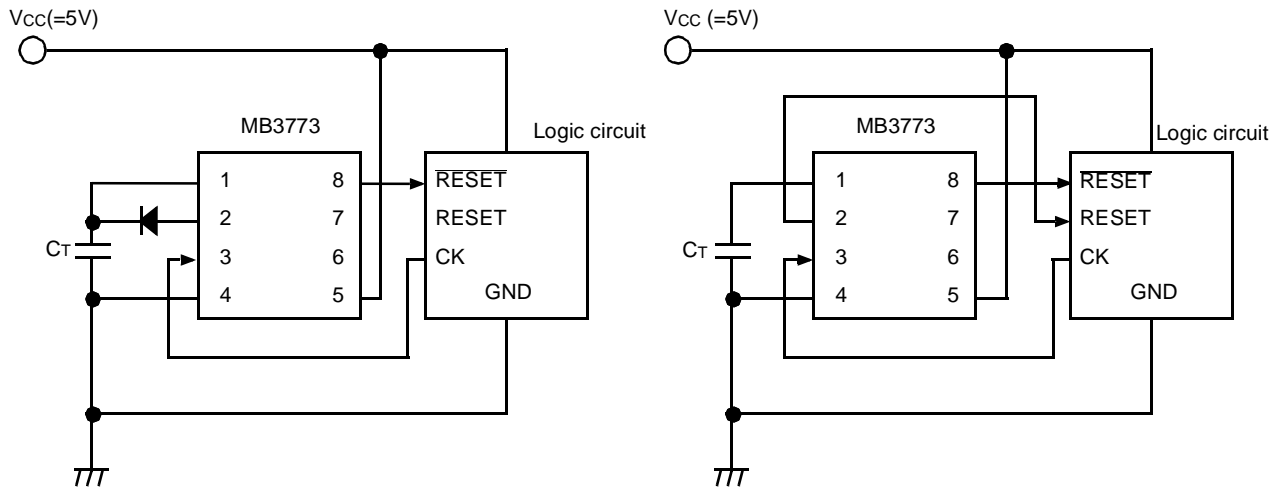 VCC(=5V)
MB3773
Logic circuit
1 8 RESET
2 7 RESET
CT
3 6 CK
4 5 GND
VCC (=5V)
MB3773
Logic circuit
1 8 RESET
2 7 RESET
CT
3 6 CK
4 5 GND